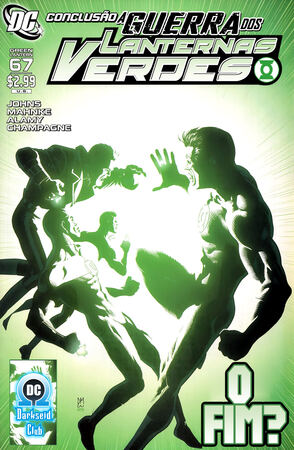 DC
CONCLUSÃO
A GUERRA DOS
LANTERNAS
VERDES
GREEN LANTERN
67
$2.99
U.S.
JOHNS
MAHNKE
ALAMY
CHAMPAGNE
O
FIM?
DC
Darkseid
Club